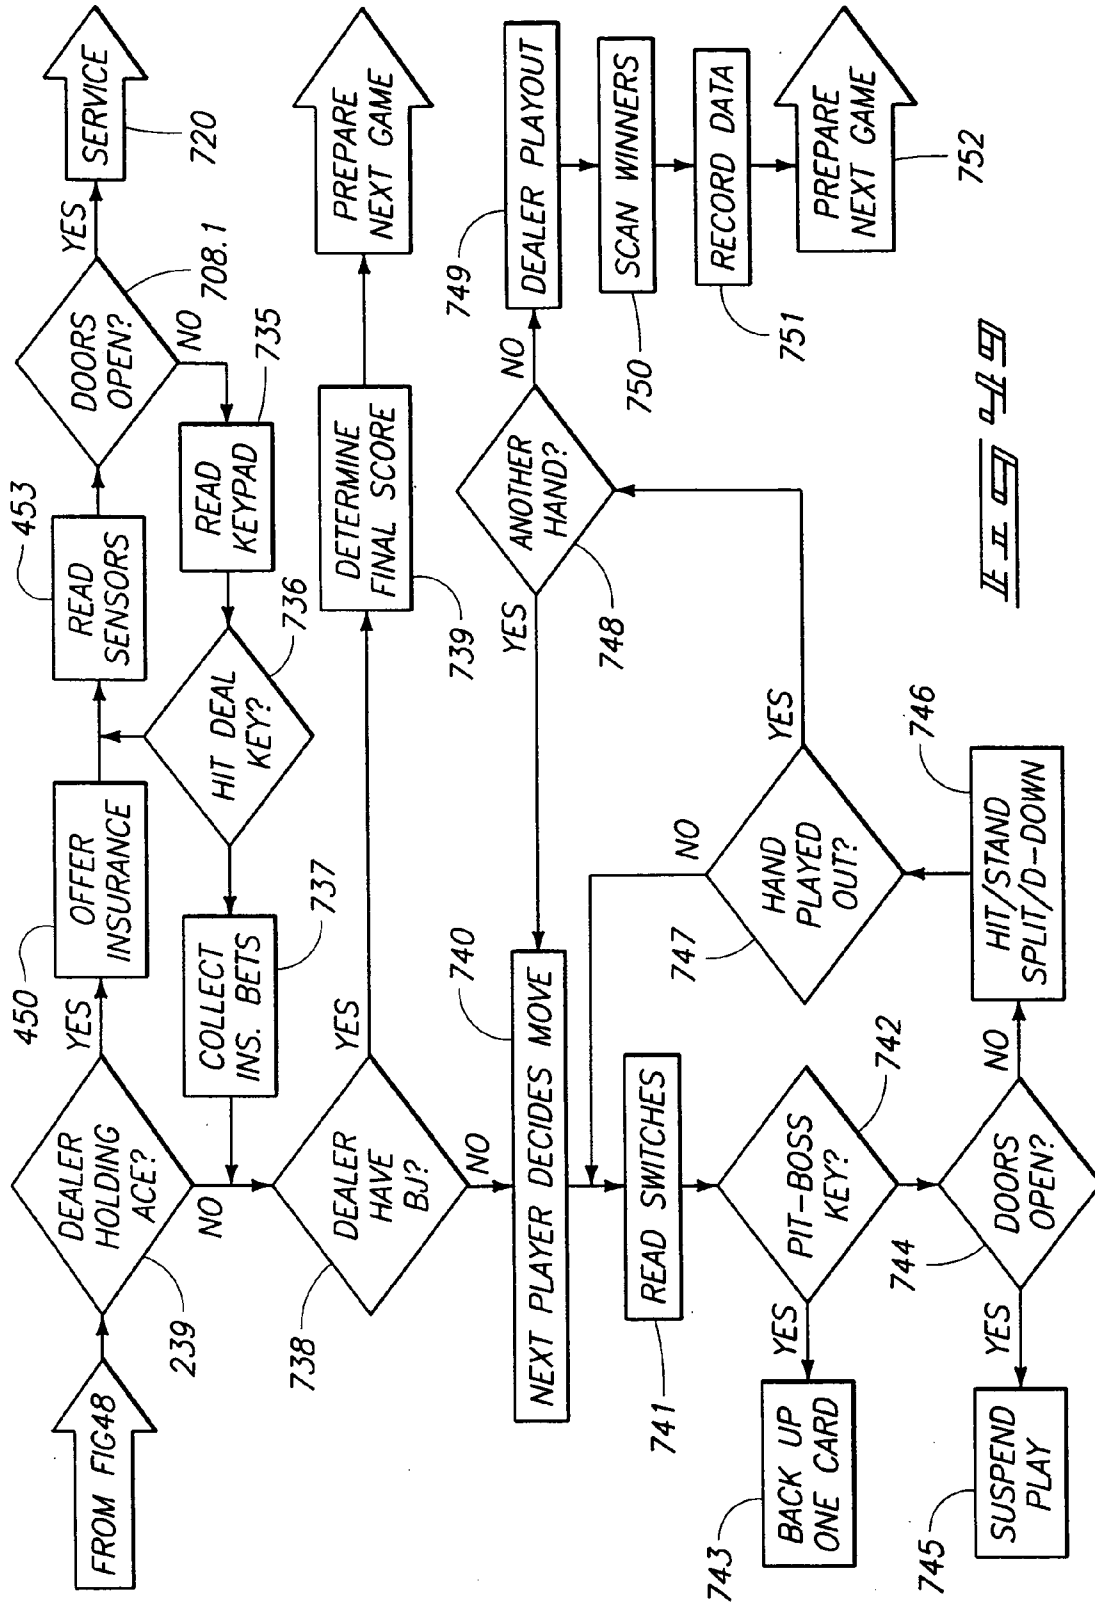 FROM FIG48
DEALER
HOLDING
ACE?
239
YES
NO
OFFER
INSURANCE
450
READ
SENSORS
453
DOORS
OPEN?
708.1
YES
SERVICE
720
NO
READ
KEYPAD
735
HIT DEAL
KEY?
736
COLLECT
INS. BETS
737
DEALER
HAVE
BJ?
738
YES
NO
DETERMINE
FINAL SCORE
739
PREPARE
NEXT GAME
NEXT PLAYER DECIDES MOVE
740
READ SWITCHES
741
PIT-BOSS
KEY?
742
YES
BACK UP
ONE CARD
743
DOORS
OPEN?
744
YES
SUSPEND
PLAY
745
NO
HIT/STAND
SPLIT/D-DOWN
746
HAND
PLAYED
OUT?
747
NO
YES
ANOTHER
HAND?
748
YES
NO
DEALER PLAYOUT
749
SCAN WINNERS
750
RECORD DATA
751
PREPARE
NEXT GAME
752
FIG 49